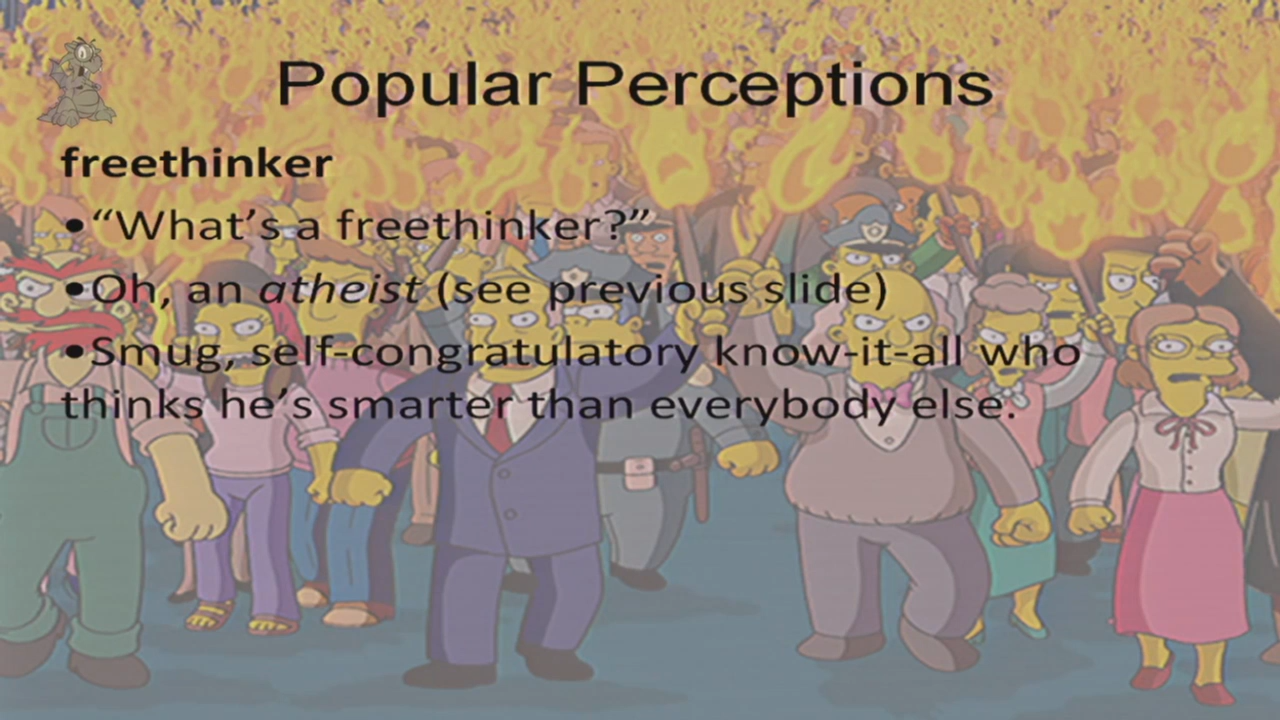 Popular Perceptions
freethinker
•“What’s a freethinker?”
•Oh, an atheist (see previous slide)
•Smug, self-congratulatory know-it-all who
thinks he’s smarter than everybody else.